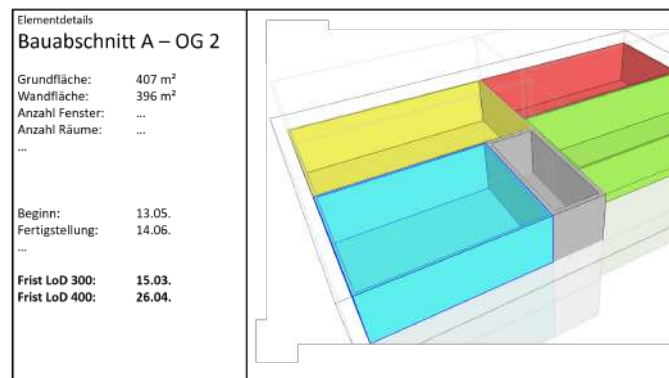 Elementdetails
Bauabschnitt A – OG 2
Grundfläche: 407 m²
Wandfläche: 396 m²
Anzahl Fenster: ...
Anzahl Räume: ...
...
Beginn: 13.05.
Fertigstellung: 14.06.
...
Frist LoD 300: 15.03.
Frist LoD 400: 26.04.